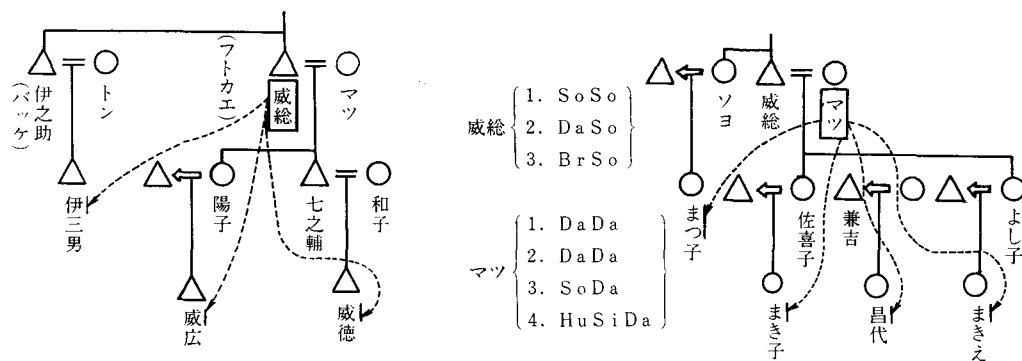 伊之助
(バッケ)
トン
(フトカエ)
威総
マツ
伊三男
陽子
七之輔
和子
威広
威徳
威総
1. SoSo
2. DaSo
3. BrSo
マツ
1. DaDa
2. DaDa
3. SoDa
4. HuSiDa
ソヨ
威総
マツ
まつ子
佐喜子
兼吉
よし子
まき子
昌代
まきえ